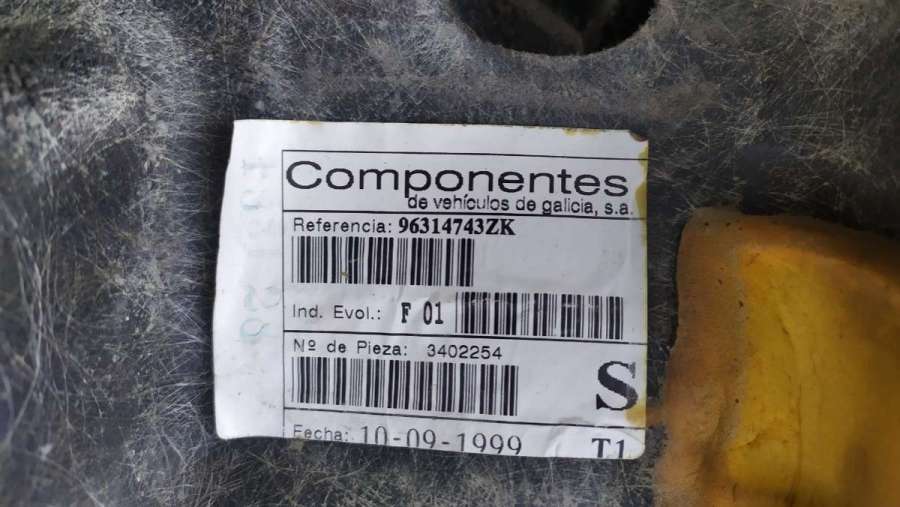 Componentes
de vehículos de galicia, s.a.
Referencia: 96314743ZK
Ind. Evol.: F 01
Nº de Pieza: 3402254
S
Fecha: 10-09-1999 T1